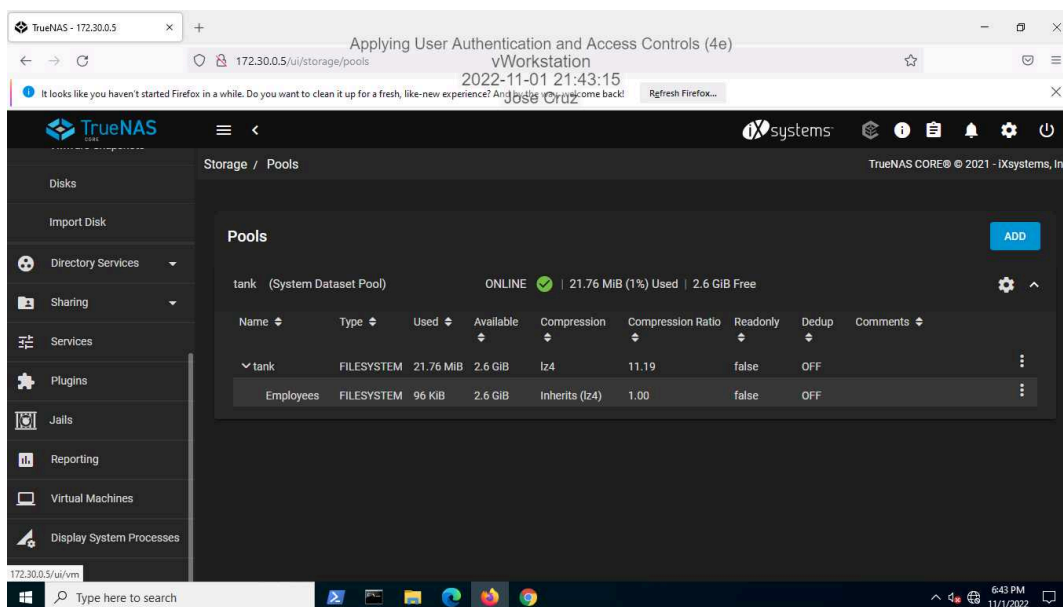 TrueNAS - 172.30.0.5
Applying User Authentication and Access Controls (4e)
172.30.0.5/ui/storage/pools
vWorkstation
2022-11-01 21:43:15
It looks like you haven't started Firefox in a while. Do you want to clean it up for a fresh, like-new experience? And by the way, welcome back!
Refresh Firefox...
Jose Cruz
TrueNAS
CORE
iXsystems
Storage / Pools
TrueNAS CORE® © 2021 - iXsystems, In
Disks
Import Disk
Pools
ADD
Directory Services
tank (System Dataset Pool) ONLINE | 21.76 MiB (1%) Used | 2.6 GiB Free
Sharing
Name Type Used Available Compression Compression Ratio Readonly Dedup Comments
Services
tank FILESYSTEM 21.76 MiB 2.6 GiB lz4 11.19 false OFF
Plugins
Employees FILESYSTEM 96 KiB 2.6 GiB Inherits (lz4) 1.00 false OFF
Jails
Reporting
Virtual Machines
Display System Processes
172.30.0.5/ui/vm
Type here to search
6:43 PM
11/1/2022